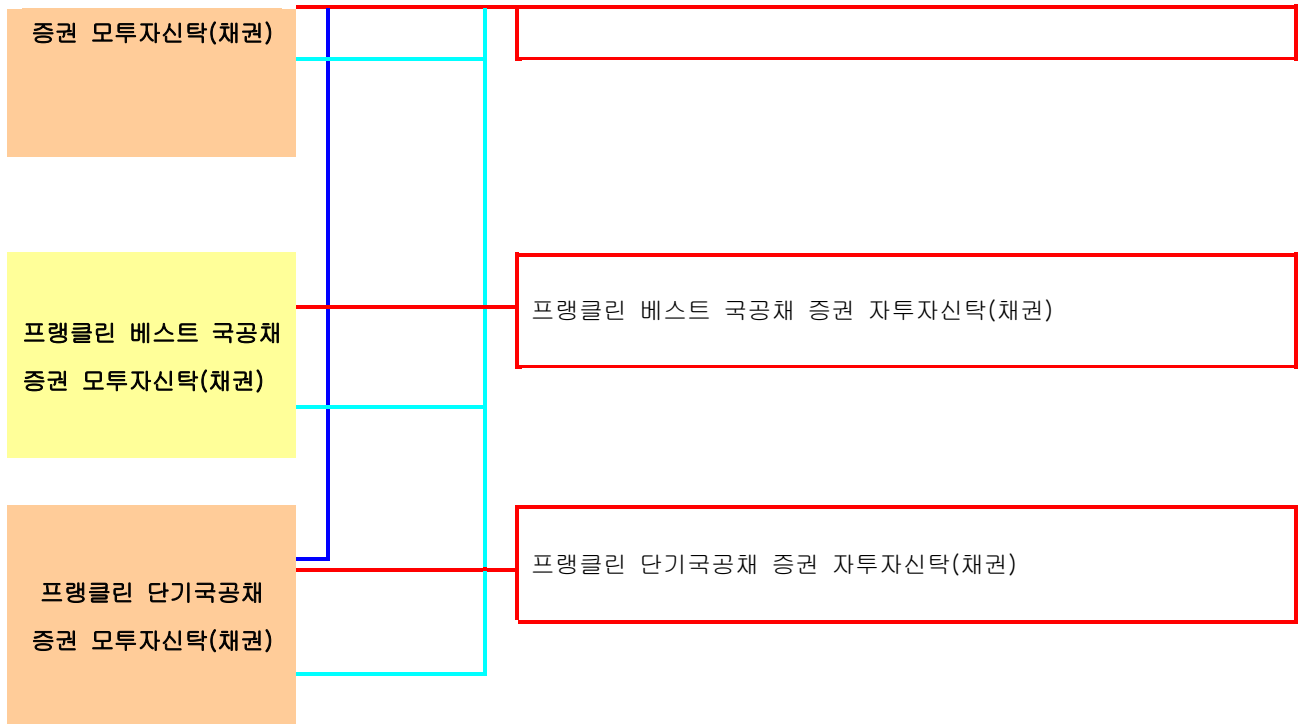 증권 모투자신탁(채권)
프랭클린 베스트 국공채
증권 모투자신탁(채권)
프랭클린 베스트 국공채 증권 자투자신탁(채권)
프랭클린 단기국공채
증권 모투자신탁(채권)
프랭클린 단기국공채 증권 자투자신탁(채권)